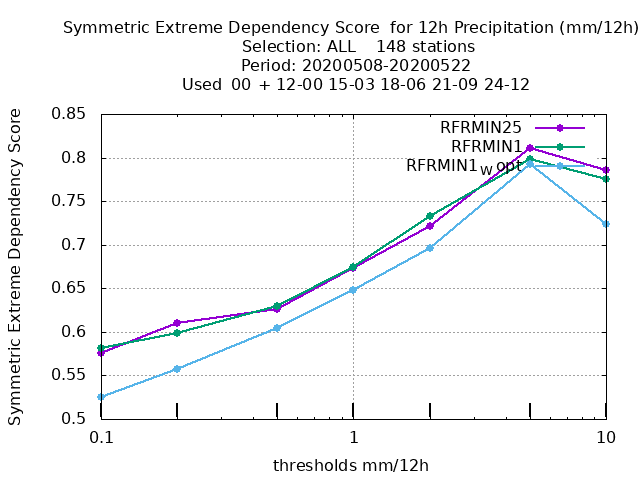 Symmetric Extreme Dependency Score for 12h Precipitation (mm/12h)
Selection: ALL 148 stations
Period: 20200508-20200522
Used 00 + 12-00 15-03 18-06 21-09 24-12
Symmetric Extreme Dependency Score
0.85
0.8
0.75
0.7
0.65
0.6
0.55
0.5
RFRMIN25
RFRMIN1
RFRMIN1wopt
0.1
1
10
thresholds mm/12h